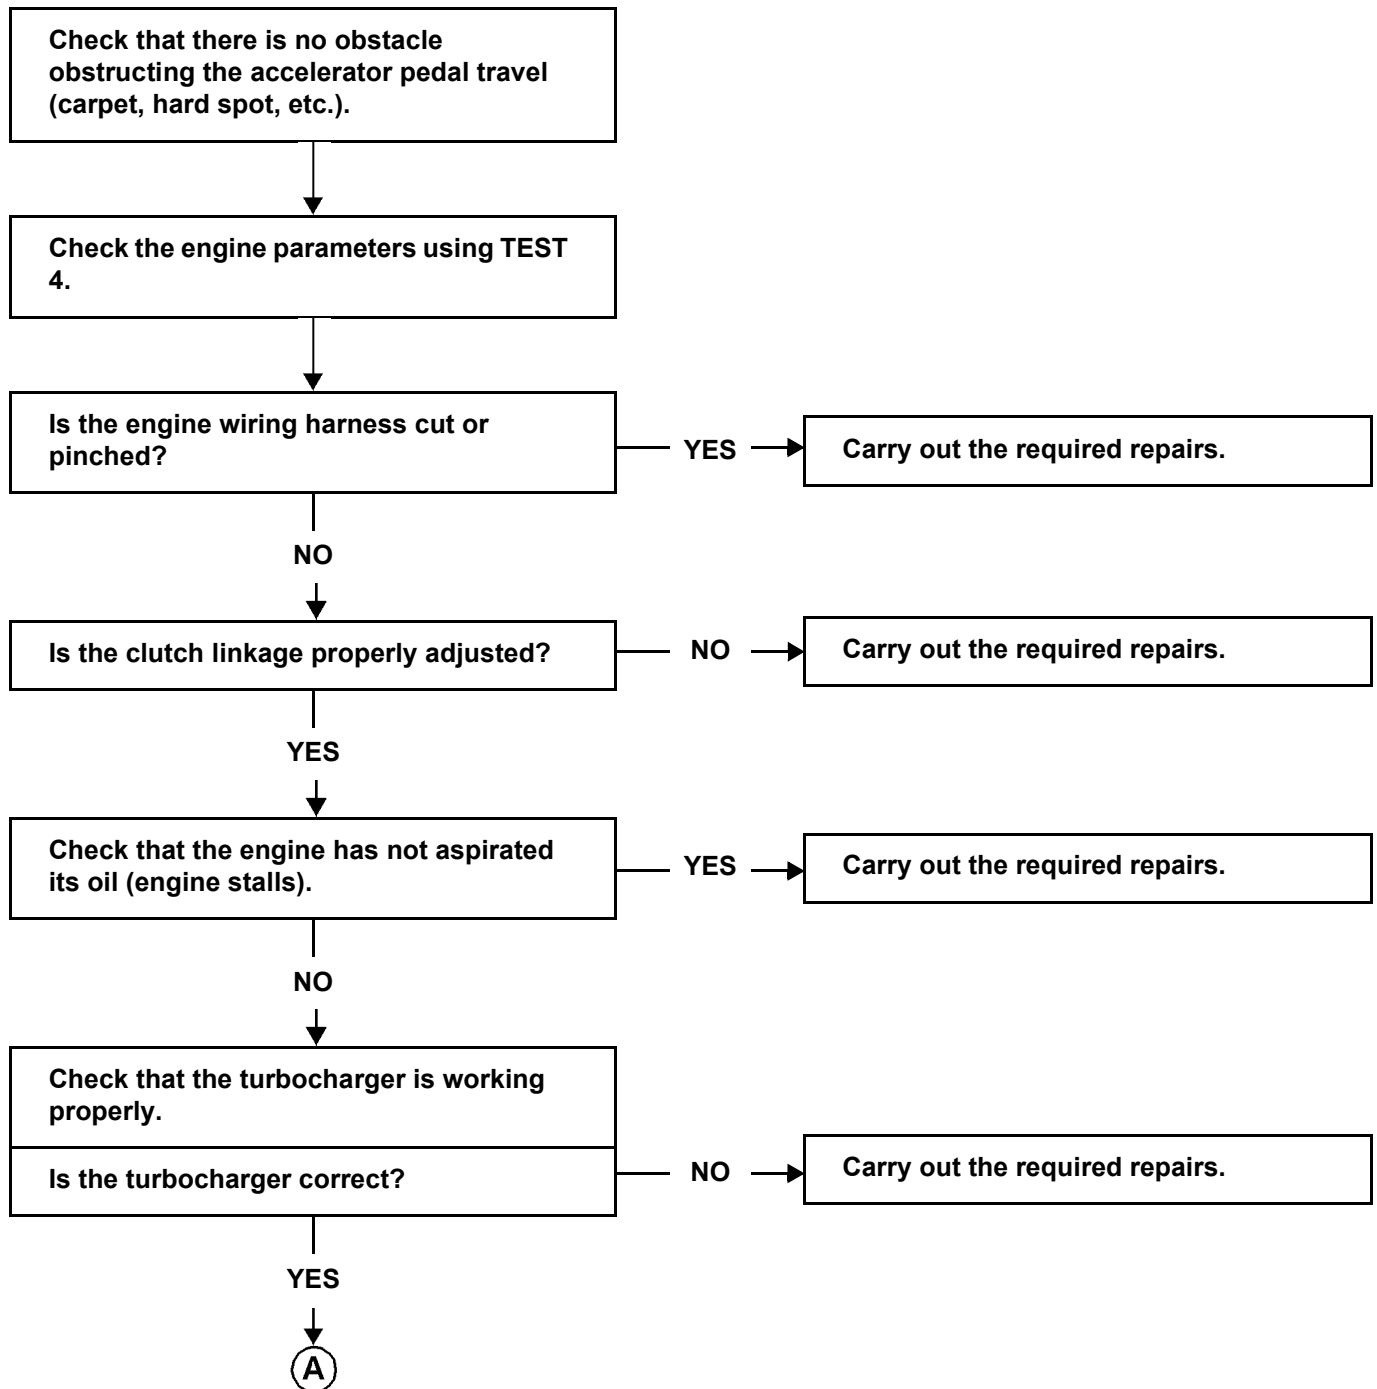 Check that there is no obstacle
obstructing the accelerator pedal travel
(carpet, hard spot, etc.).
Check the engine parameters using TEST
4.
Is the engine wiring harness cut or
pinched?
YES
Carry out the required repairs.
NO
Is the clutch linkage properly adjusted?
NO
Carry out the required repairs.
YES
Check that the engine has not aspirated
its oil (engine stalls).
YES
Carry out the required repairs.
NO
Check that the turbocharger is working
properly.
Is the turbocharger correct?
NO
Carry out the required repairs.
YES
A